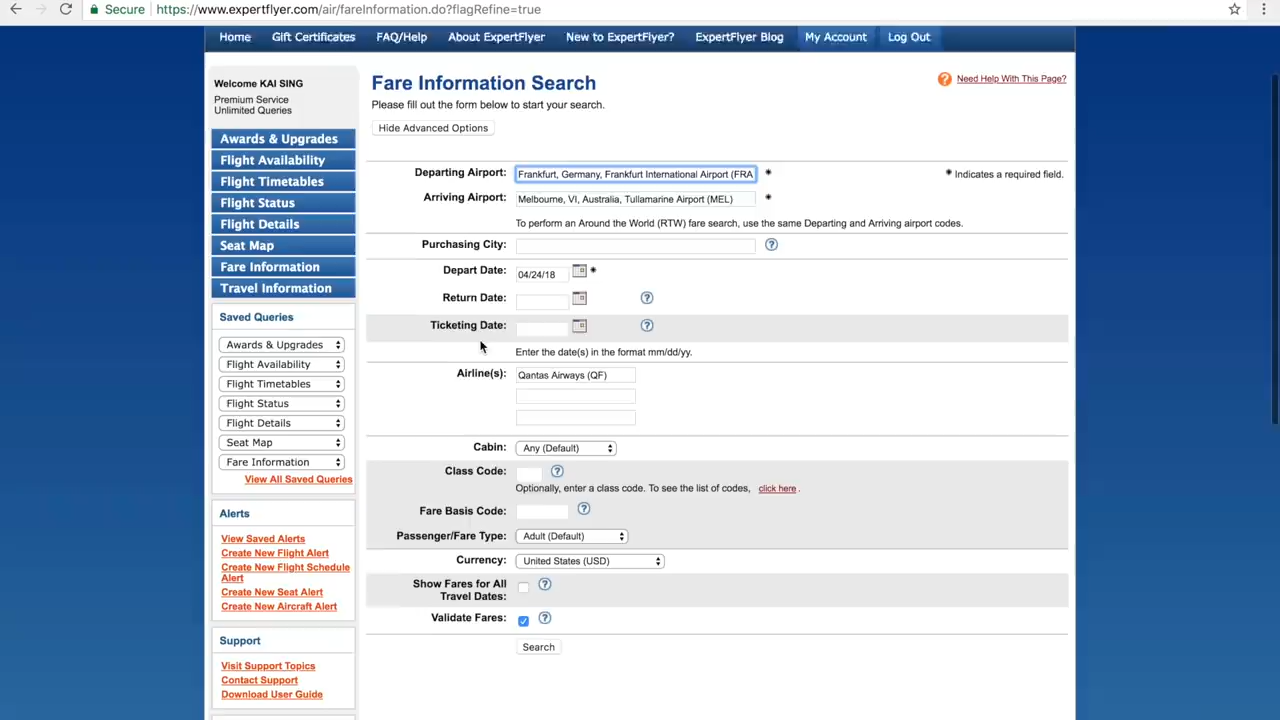 Secure https://www.expertflyer.com/air/fareInformation.do?flagRefine=true
Home Gift Certificates FAQ/Help About ExpertFlyer New to ExpertFlyer? ExpertFlyer Blog My Account Log Out
Welcome KAI SING
Premium Service
Unlimited Queries
Awards & Upgrades
Flight Availability
Flight Timetables
Flight Status
Flight Details
Seat Map
Fare Information
Travel Information
Saved Queries
Awards & Upgrades
Flight Availability
Flight Timetables
Flight Status
Flight Details
Seat Map
Fare Information
View All Saved Queries
Alerts
View Saved Alerts
Create New Flight Alert
Create New Flight Schedule
Alert
Create New Seat Alert
Create New Aircraft Alert
Support
Visit Support Topics
Contact Support
Download User Guide
Fare Information Search
? Need Help With This Page?
Please fill out the form below to start your search.
Hide Advanced Options
Departing Airport: Frankfurt, Germany, Frankfurt International Airport (FRA * * Indicates a required field.
Arriving Airport: Melbourne, VI, Australia, Tullamarine Airport (MEL) *
To perform an Around the World (RTW) fare search, use the same Departing and Arriving airport codes.
Purchasing City: ?
Depart Date: 04/24/18 *
Return Date: ?
Ticketing Date: ?
Enter the date(s) in the format mm/dd/yy.
Airline(s): Qantas Airways (QF)
Cabin: Any (Default)
Class Code: ?
Optionally, enter a class code. To see the list of codes, click here .
Fare Basis Code: ?
Passenger/Fare Type: Adult (Default)
Currency: United States (USD)
Show Fares for All ?
Travel Dates:
Validate Fares: ?
Search